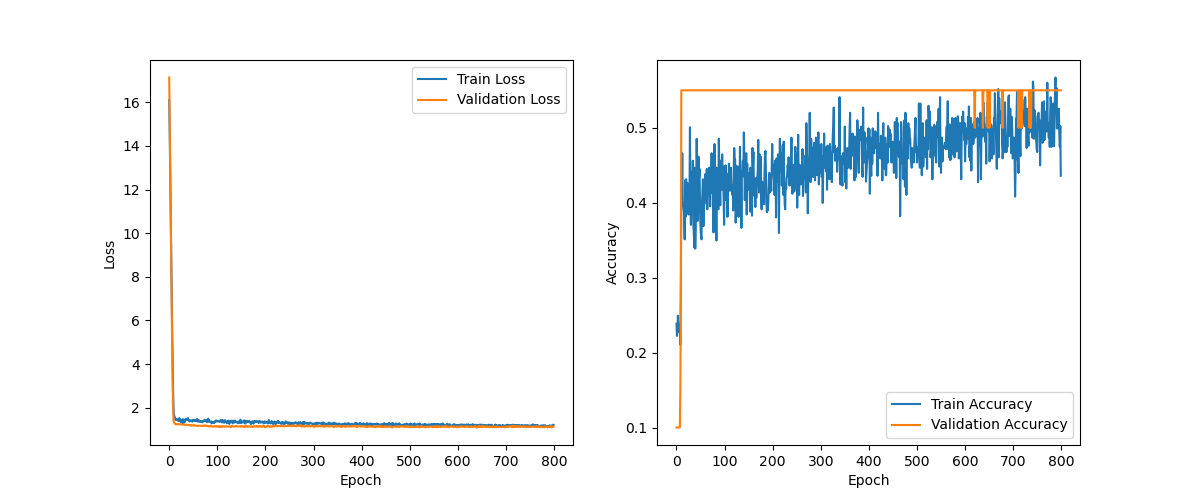 Train Loss
Validation Loss
16
14
12
10
8
6
4
2
Loss
0 100 200 300 400 500 600 700 800
Epoch
0.5
0.4
0.3
0.2
0.1
Accuracy
Train Accuracy
Validation Accuracy
0 100 200 300 400 500 600 700 800
Epoch